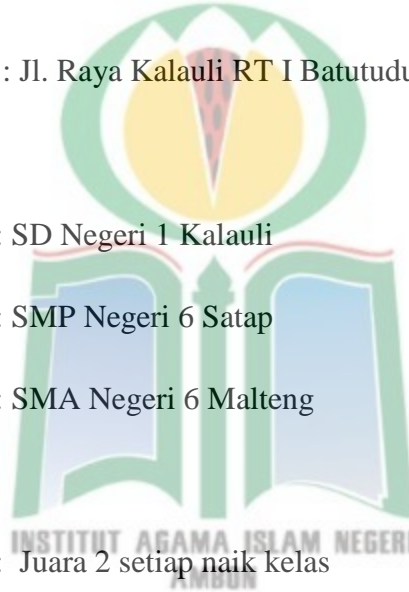 : Jl. Raya Kalauli RT I Batutudu
: SD Negeri 1 Kalauli
: SMP Negeri 6 Satap
: SMA Negeri 6 Malteng
INSTITUT AGAMA ISLAM NEGERI
: Juara 2 setiap naik kelas
AMBON